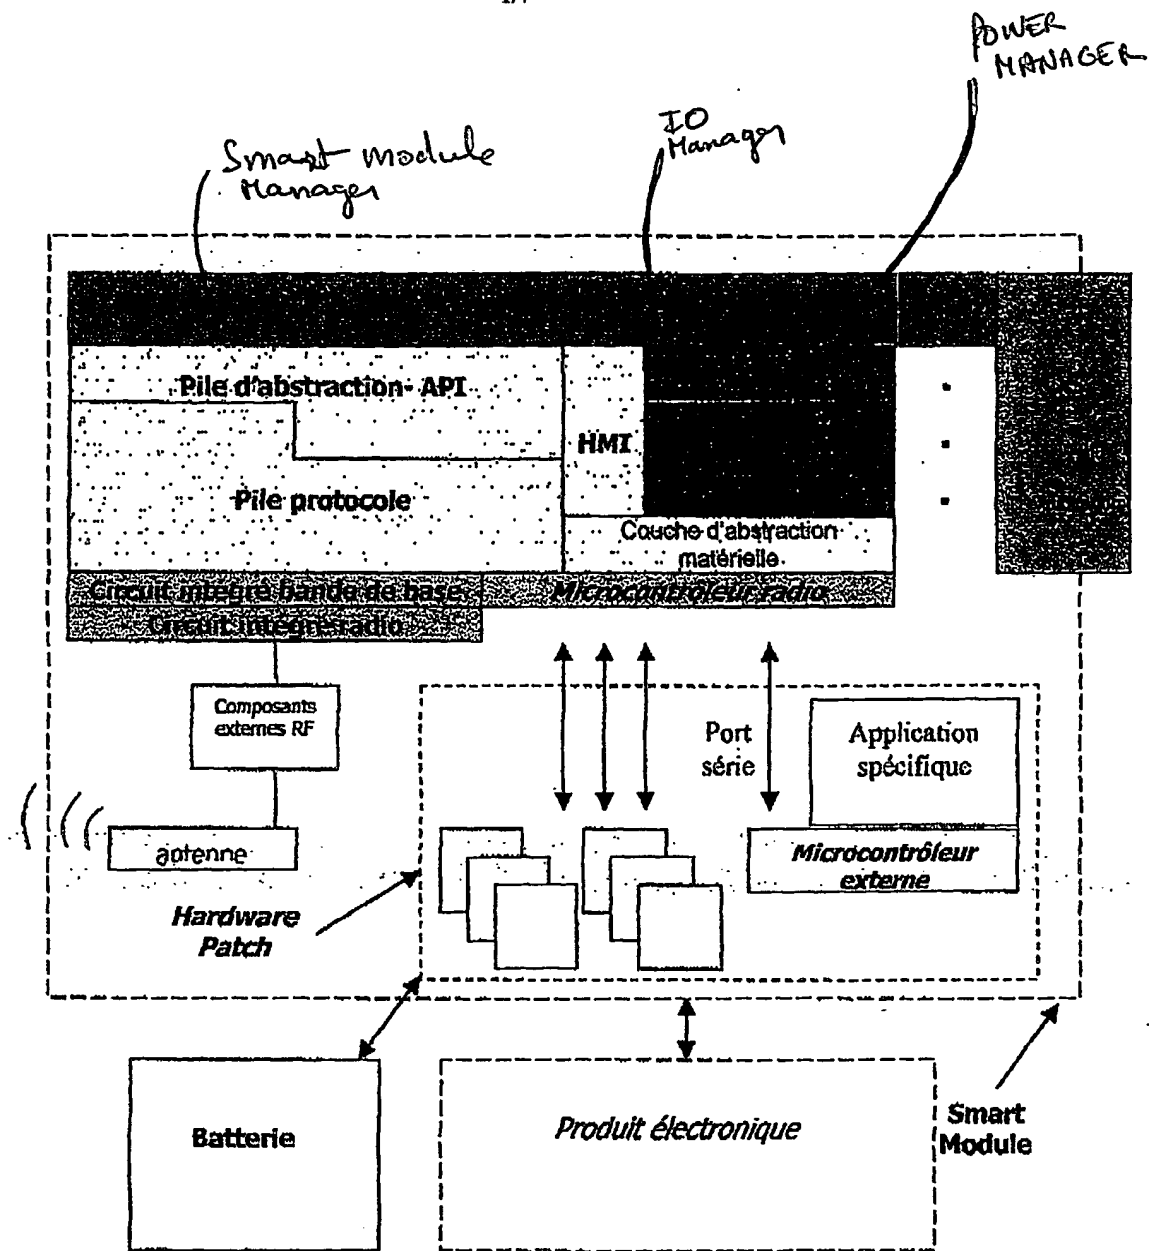 POWER
MANAGER
IO
Manager
Smart module
Manager
Pile d'abstraction- API
HMI
Pile protocole
Couche d'abstraction
matérielle
Circuit intégré bande de base
Microcontrôleur radio
Circuit intégré radio
Composants
externes RF
Port
série
Application
spécifique
antenne
Microcontrôleur
externe
Hardware
Patch
Batterie
Produit électronique
Smart
Module